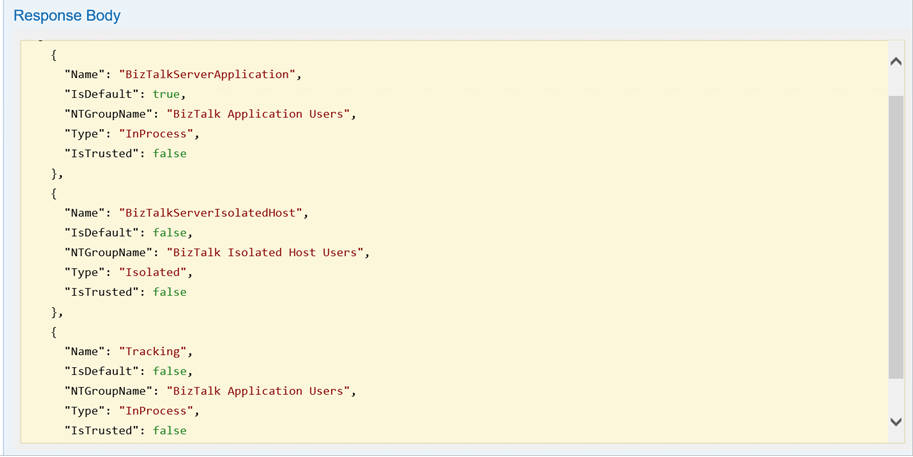 Response Body
{
"Name": "BizTalkServerApplication",
"IsDefault": true,
"NTGroupName": "BizTalk Application Users",
"Type": "InProcess",
"IsTrusted": false
},
{
"Name": "BizTalkServerIsolatedHost",
"IsDefault": false,
"NTGroupName": "BizTalk Isolated Host Users",
"Type": "Isolated",
"IsTrusted": false
},
{
"Name": "Tracking",
"IsDefault": false,
"NTGroupName": "BizTalk Application Users",
"Type": "InProcess",
"IsTrusted": false